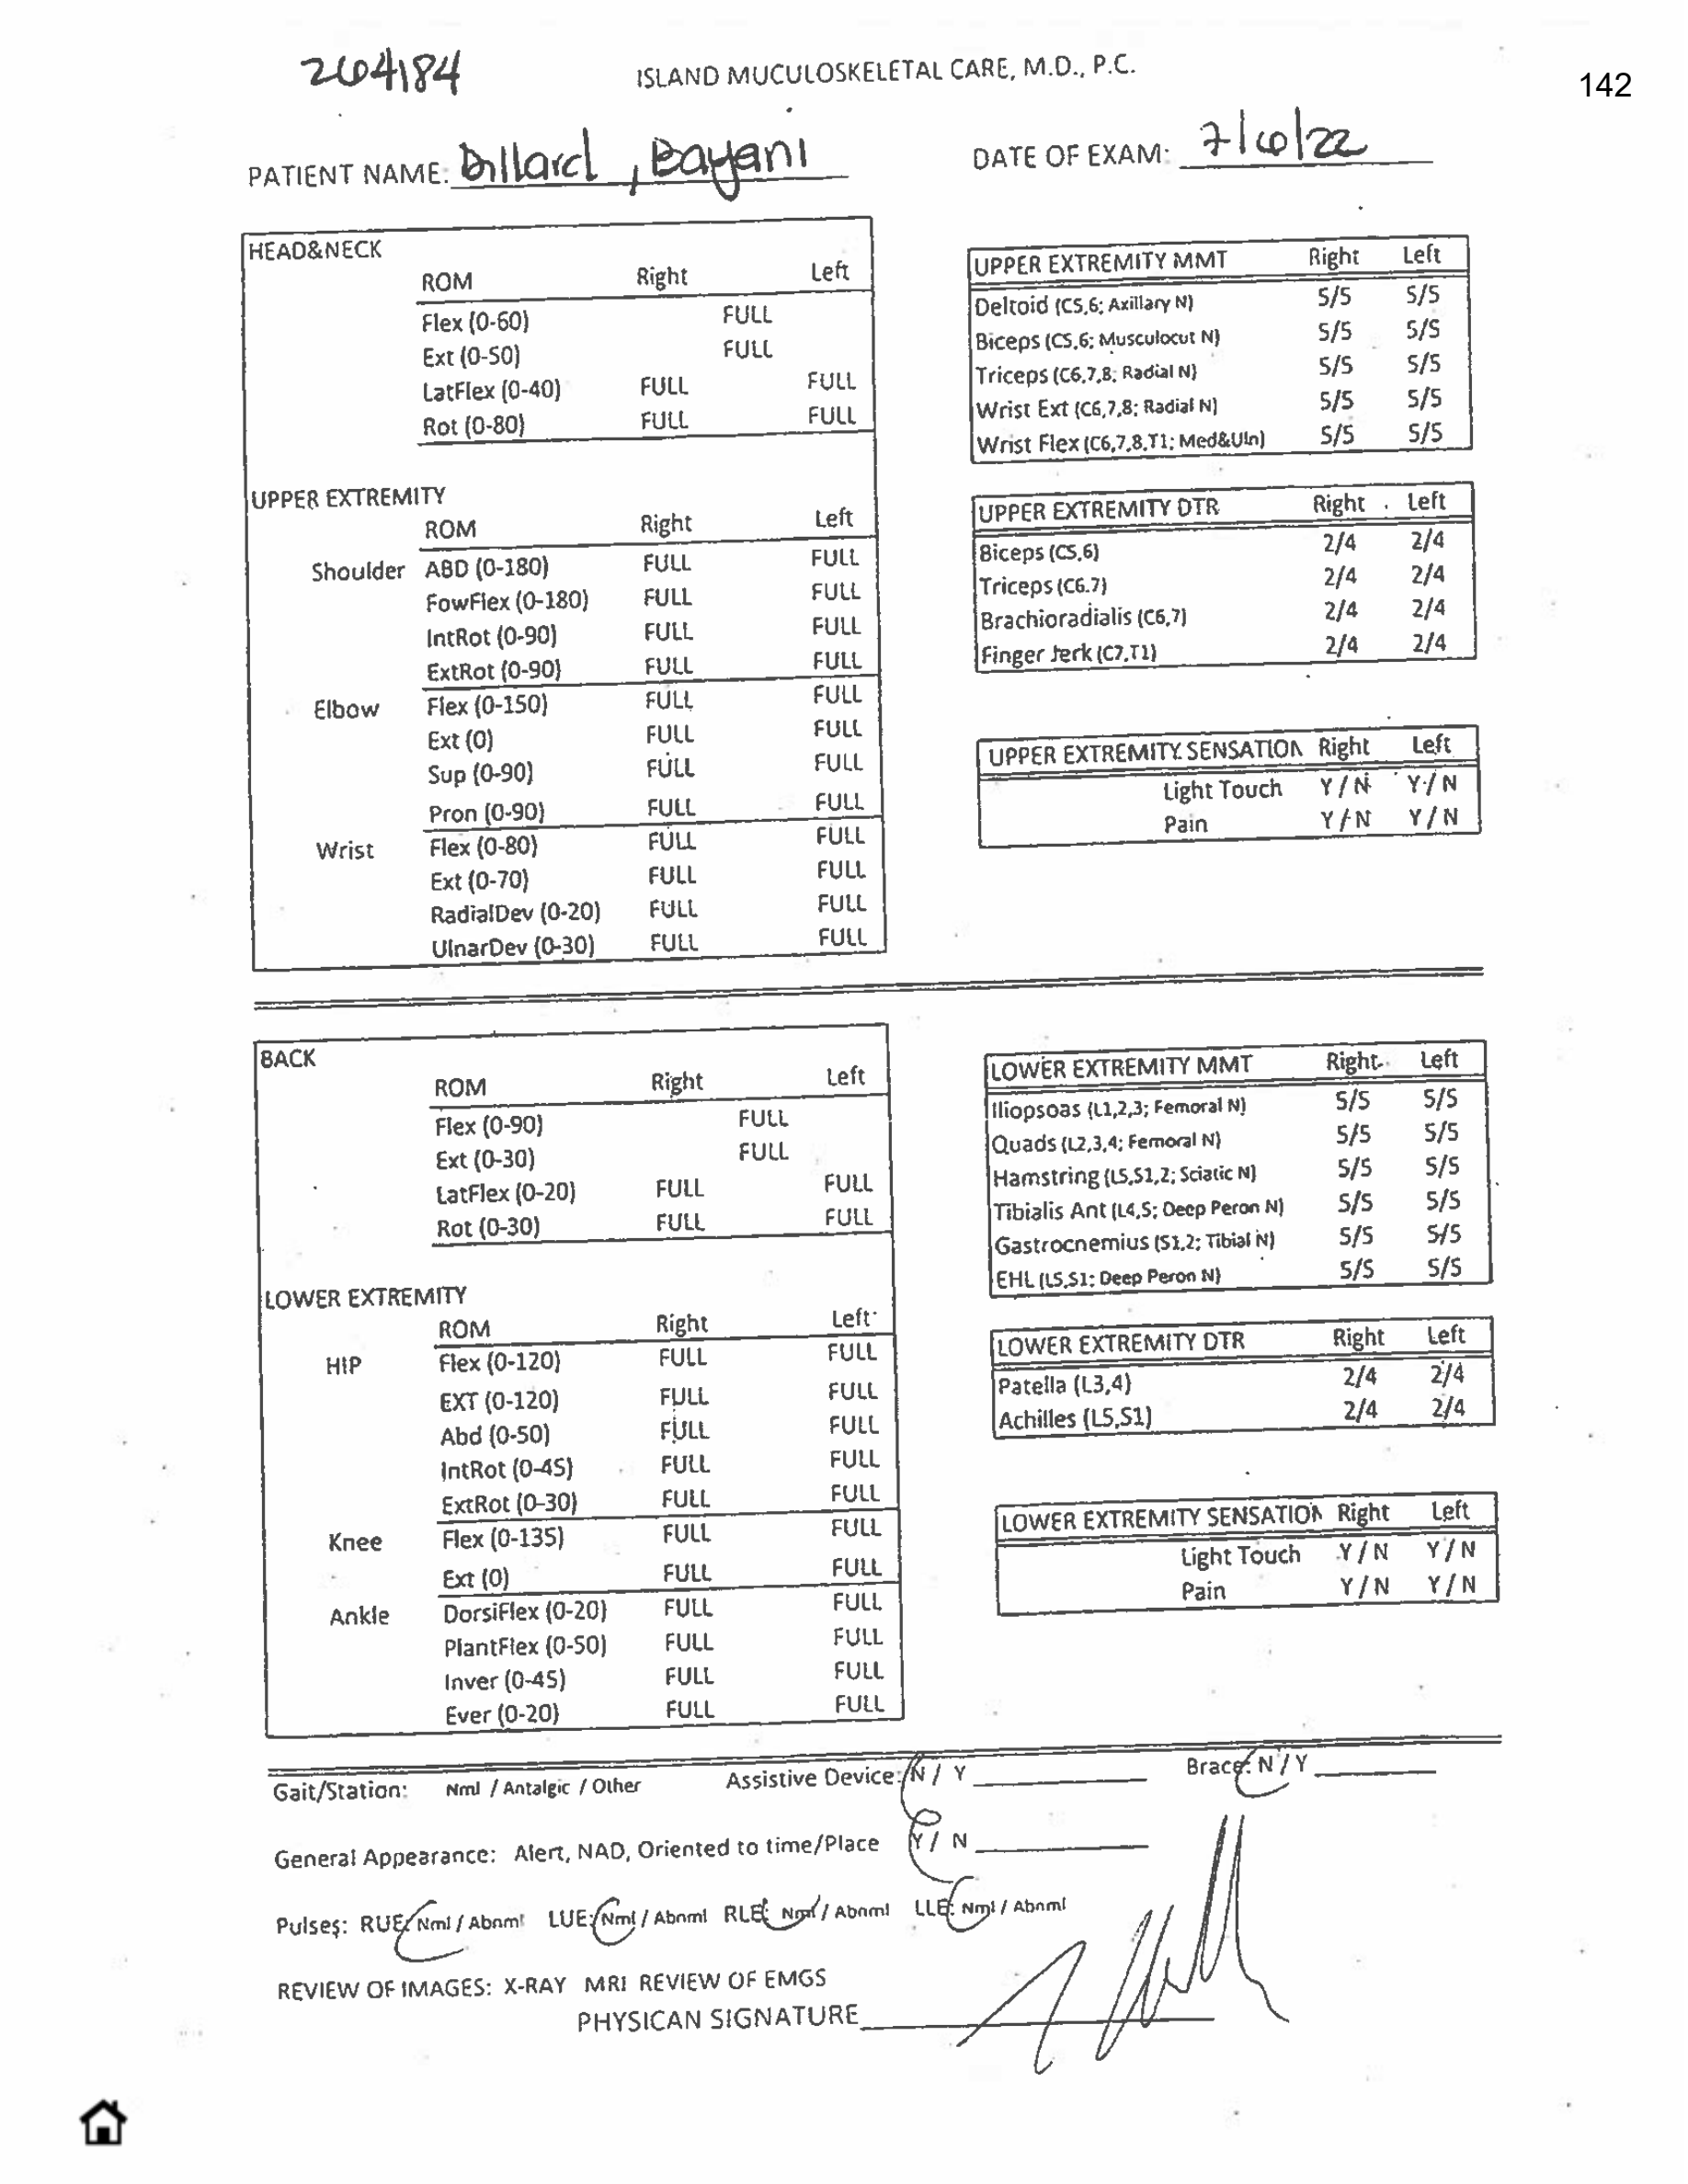 264184
ISLAND MUCULOSKELETAL CARE, M.D., P.C.
142
PATIENT NAME: Dillard, Bayani
DATE OF EXAM: 7/6/22
HEAD&NECK
ROM Right Left
Flex (0-60) FULL
Ext (0-50) FULL
LatFlex (0-40) FULL FULL
Rot (0-80) FULL FULL
UPPER EXTREMITY
ROM Right Left
Shoulder ABD (0-180) FULL FULL
FowFlex (0-180) FULL FULL
IntRot (0-90) FULL FULL
ExtRot (0-90) FULL FULL
Elbow Flex (0-150) FULL FULL
Ext (0) FULL FULL
Sup (0-90) FULL FULL
Pron (0-90) FULL FULL
Wrist Flex (0-80) FULL FULL
Ext (0-70) FULL FULL
RadialDev (0-20) FULL FULL
UlnarDev (0-30) FULL FULL
UPPER EXTREMITY MMT Right Left
Deltoid (C5,6; Axillary N) 5/5 5/5
Biceps (C5,6; Musculocut N) 5/5 5/5
Triceps (C6,7,8; Radial N) 5/5 5/5
Wrist Ext (C6,7,8; Radial N) 5/5 5/5
Wrist Flex (C6,7,8,T1; Med&Uln) 5/5 5/5
UPPER EXTREMITY DTR Right Left
Biceps (C5,6) 2/4 2/4
Triceps (C6.7) 2/4 2/4
Brachioradialis (C6,7) 2/4 2/4
Finger Jerk (C7,T1) 2/4 2/4
UPPER EXTREMITY SENSATION Right Left
Light Touch Y / N Y / N
Pain Y / N Y / N
BACK
ROM Right Left
Flex (0-90) FULL
Ext (0-30) FULL
LatFlex (0-20) FULL FULL
Rot (0-30) FULL FULL
LOWER EXTREMITY
ROM Right Left
HIP Flex (0-120) FULL FULL
EXT (0-120) FULL FULL
Abd (0-50) FULL FULL
IntRot (0-45) FULL FULL
ExtRot (0-30) FULL FULL
Knee Flex (0-135) FULL FULL
Ext (0) FULL FULL
Ankle DorsiFlex (0-20) FULL FULL
PlantFlex (0-50) FULL FULL
Inver (0-45) FULL FULL
Ever (0-20) FULL FULL
LOWER EXTREMITY MMT Right Left
Iliopsoas (L1,2,3; Femoral N) 5/5 5/5
Quads (L2,3,4; Femoral N) 5/5 5/5
Hamstring (L5,S1,2; Sciatic N) 5/5 5/5
Tibialis Ant (L4,5; Deep Peron N) 5/5 5/5
Gastrocnemius (S1,2; Tibial N) 5/5 5/5
EHL (L5,S1; Deep Peron N) 5/5 5/5
LOWER EXTREMITY DTR Right Left
Patella (L3,4) 2/4 2/4
Achilles (L5,S1) 2/4 2/4
LOWER EXTREMITY SENSATION Right Left
Light Touch Y / N Y / N
Pain Y / N Y / N
Gait/Station: Nml / Antalgic / Other Assistive Device: N / Y Brace: N / Y
General Appearance: Alert, NAD, Oriented to time/Place Y / N
Pulses: RUE: Nml / Abnml LUE: Nml / Abnml RLE: Nml / Abnml LLE: Nml / Abnml
REVIEW OF IMAGES: X-RAY MRI REVIEW OF EMGS
PHYSICAN SIGNATURE